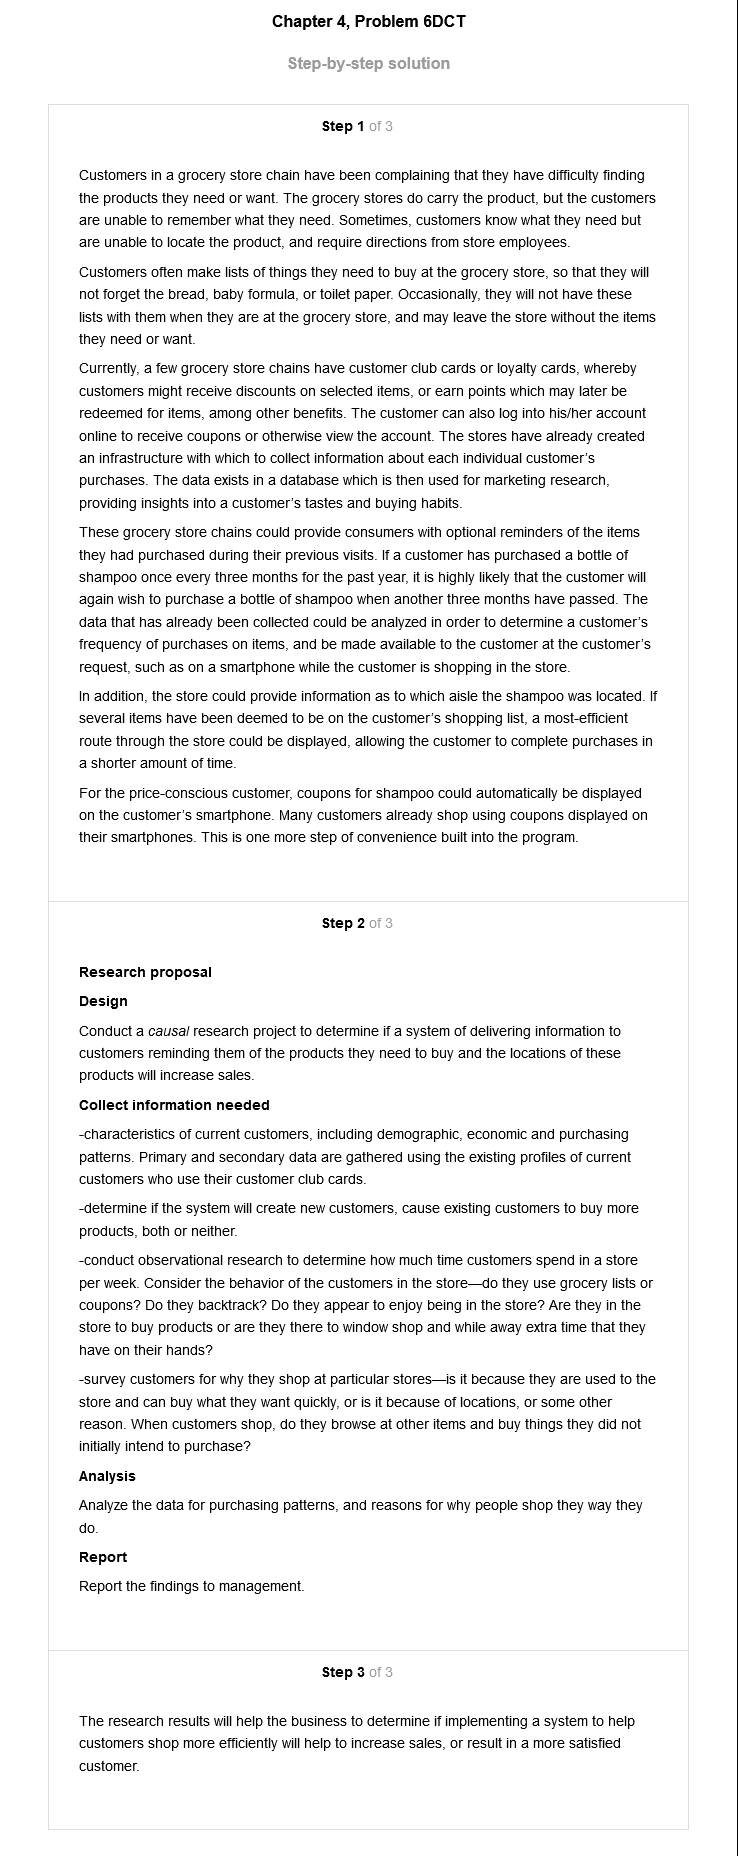 Chapter 4, Problem 6DCT
Step-by-step solution
Step 1 of 3
Customers in a grocery store chain have been complaining that they have difficulty finding
the products they need or want. The grocery stores do carry the product, but the customers
are unable to remember what they need. Sometimes, customers know what they need but
are unable to locate the product, and require directions from store employees.
Customers often make lists of things they need to buy at the grocery store, so that they will
not forget the bread, baby formula, or toilet paper. Occasionally, they will not have these
lists with them when they are at the grocery store, and may leave the store without the items
they need or want.
Currently, a few grocery store chains have customer club cards or loyalty cards, whereby
customers might receive discounts on selected items, or earn points which may later be
redeemed for items, among other benefits. The customer can also log into his/her account
online to receive coupons or otherwise view the account. The stores have already created
an infrastructure with which to collect information about each individual customer's
purchases. The data exists in a database which is then used for marketing research,
providing insights into a customer's tastes and buying habits.
These grocery store chains could provide consumers with optional reminders of the items
they had purchased during their previous visits. If a customer has purchased a bottle of
shampoo once every three months for the past year, it is highly likely that the customer will
again wish to purchase a bottle of shampoo when another three months have passed. The
data that has already been collected could be analyzed in order to determine a customer's
frequency of purchases on items, and be made available to the customer at the customer's
request, such as on a smartphone while the customer is shopping in the store.
In addition, the store could provide information as to which aisle the shampoo was located. If
several items have been deemed to be on the customer's shopping list, a most-efficient
route through the store could be displayed, allowing the customer to complete purchases in
a shorter amount of time.
For the price-conscious customer, coupons for shampoo could automatically be displayed
on the customer's smartphone. Many customers already shop using coupons displayed on
their smartphones. This is one more step of convenience built into the program.
Step 2 of 3
Research proposal
Design
Conduct a causal research project to determine if a system of delivering information to
customers reminding them of the products they need to buy and the locations of these
products will increase sales.
Collect information needed
-characteristics of current customers, including demographic, economic and purchasing
patterns. Primary and secondary data are gathered using the existing profiles of current
customers who use their customer club cards.
-determine if the system will create new customers, cause existing customers to buy more
products, both or neither.
-conduct observational research to determine how much time customers spend in a store
per week. Consider the behavior of the customers in the store—do they use grocery lists or
coupons? Do they backtrack? Do they appear to enjoy being in the store? Are they in the
store to buy products or are they there to window shop and while away extra time that they
have on their hands?
-survey customers for why they shop at particular stores—is it because they are used to the
store and can buy what they want quickly, or is it because of locations, or some other
reason. When customers shop, do they browse at other items and buy things they did not
initially intend to purchase?
Analysis
Analyze the data for purchasing patterns, and reasons for why people shop they way they
do.
Report
Report the findings to management.
Step 3 of 3
The research results will help the business to determine if implementing a system to help
customers shop more efficiently will help to increase sales, or result in a more satisfied
customer.